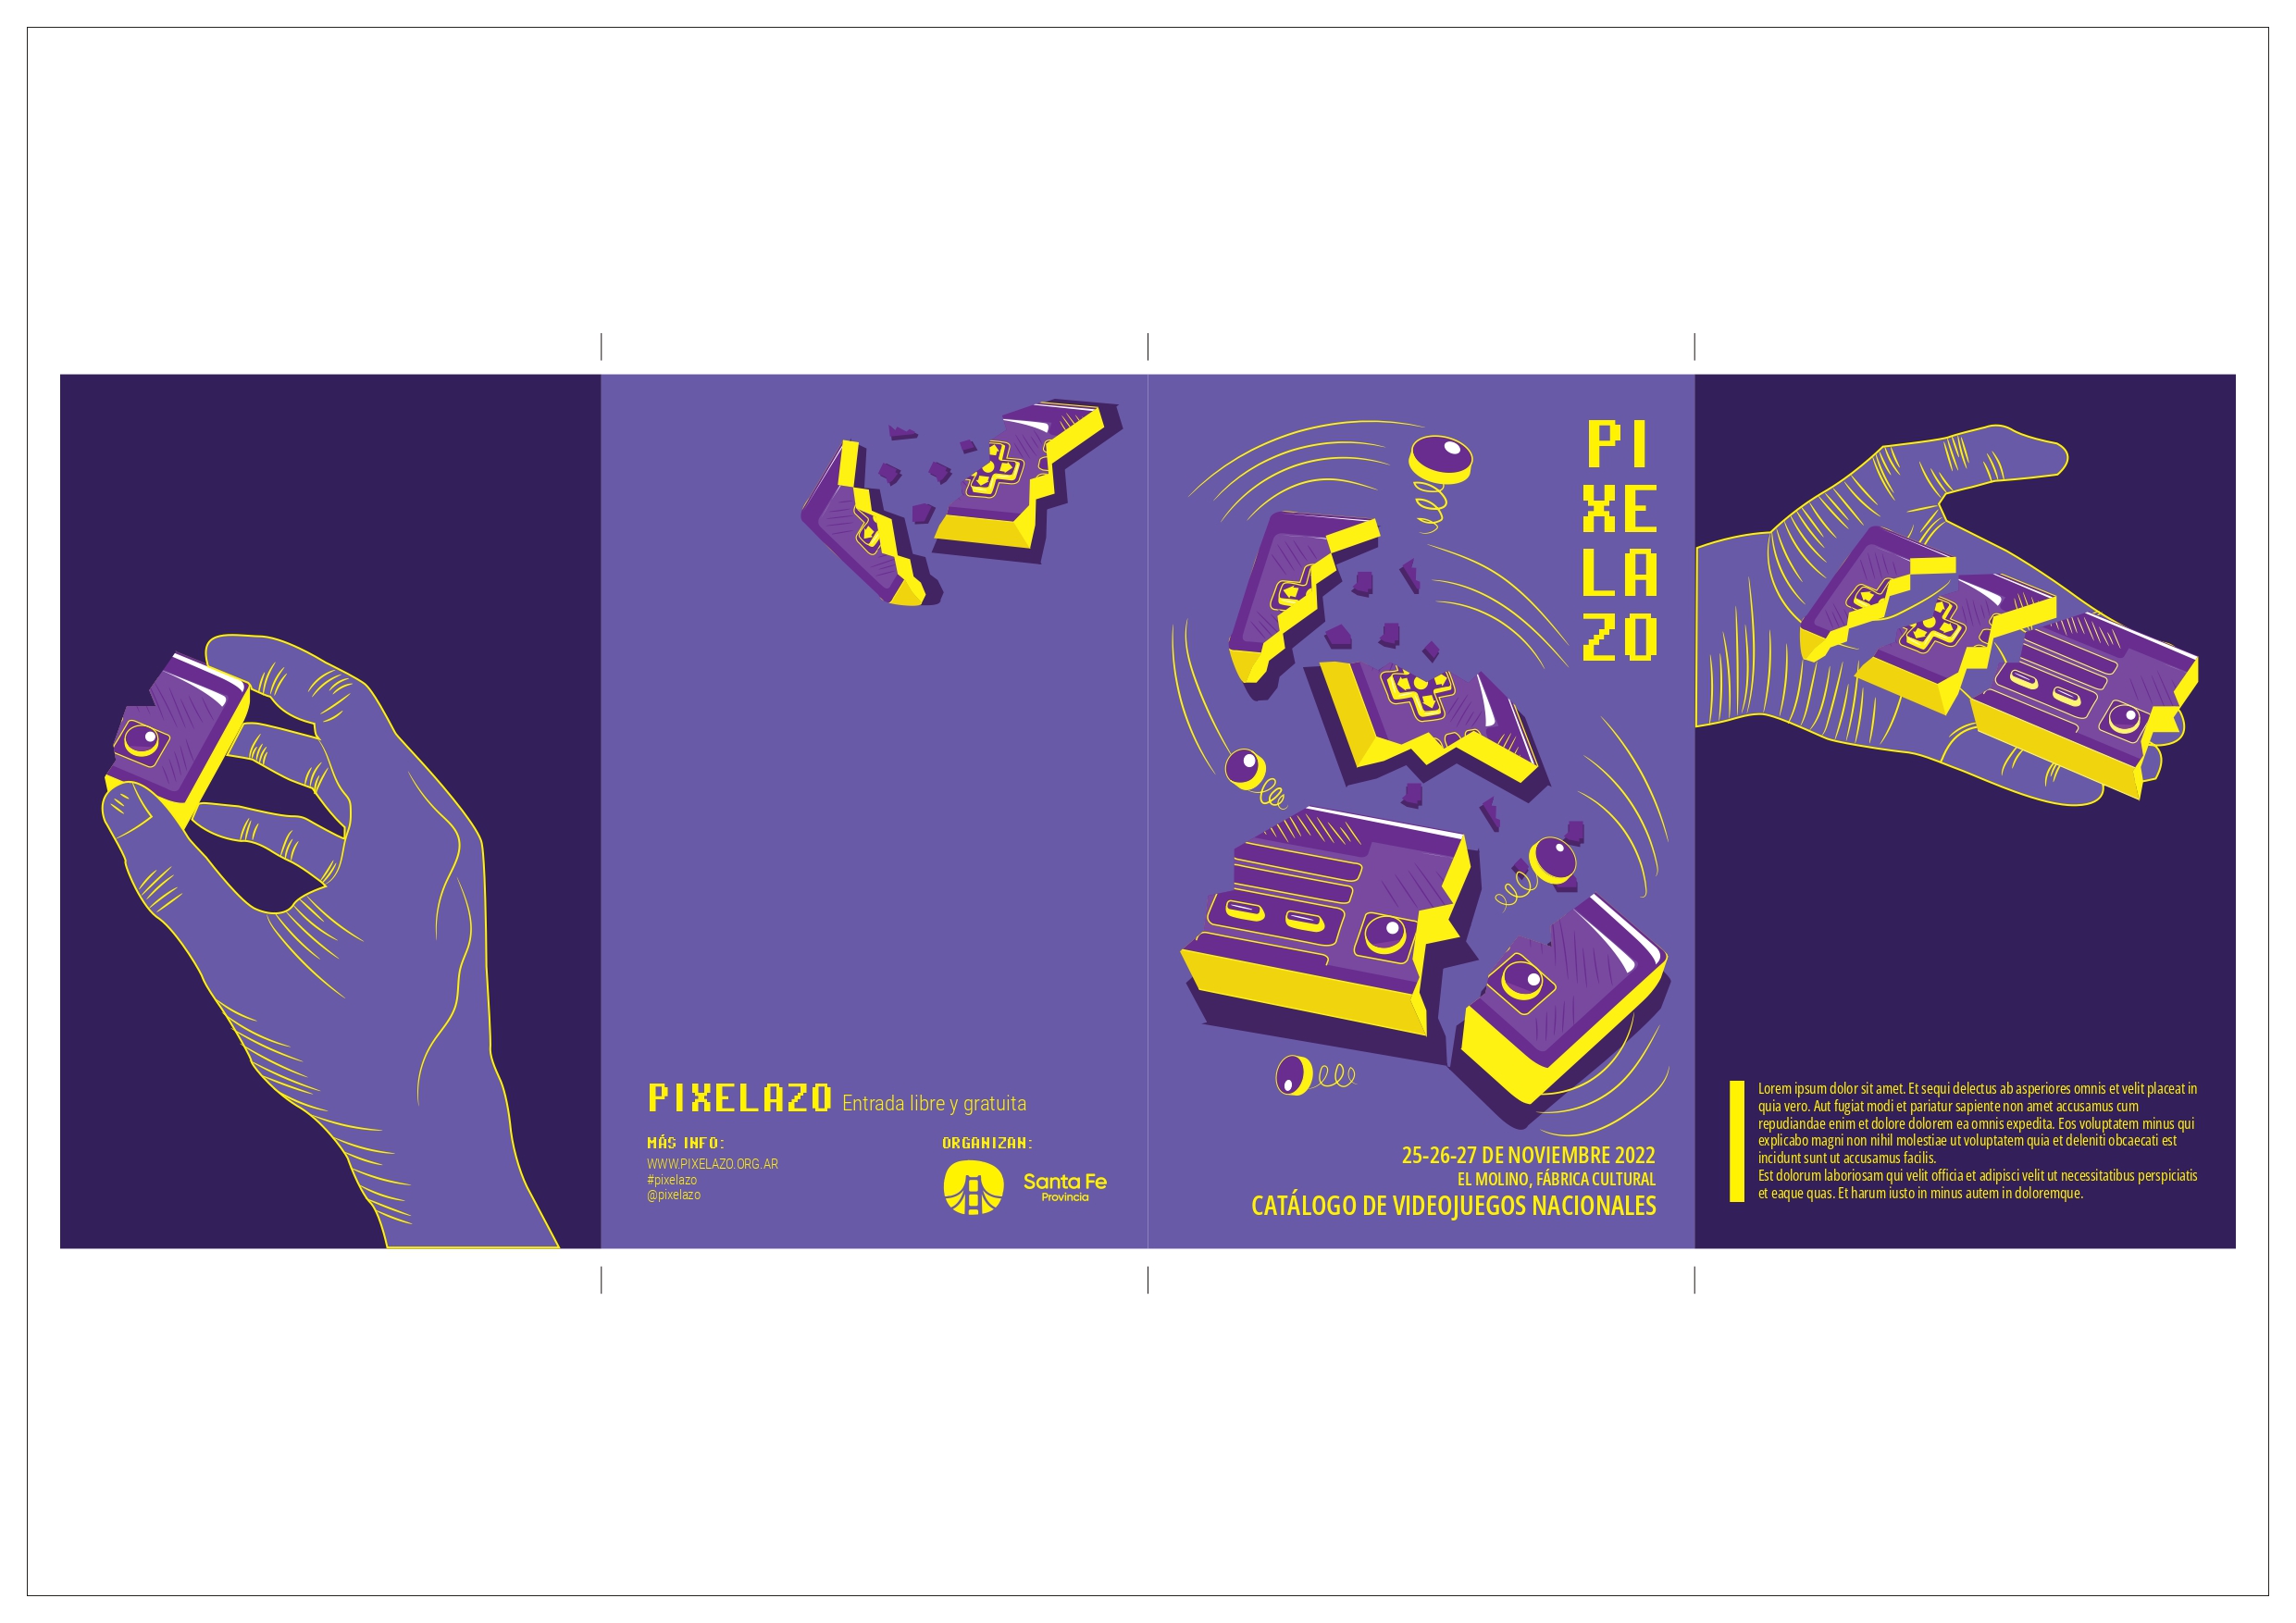 PIXELAZO Entrada libre y gratuita
MÁS INFO:
WWW.PIXELAZO.ORG.AR
#pixelazo
@pixelazo
ORGANIZAN:
Santa Fe
Provincia
PI
XE
LA
ZO
25-26-27 DE NOVIEMBRE 2022
EL MOLINO, FÁBRICA CULTURAL
CATÁLOGO DE VIDEOJUEGOS NACIONALES
Lorem ipsum dolor sit amet. Et sequi delectus ab asperiores omnis et velit placeat in
quia vero. Aut fugiat modi et pariatur sapiente non amet accusamus cum
repudiandae enim et dolore dolorem ea omnis expedita. Eos voluptatem minus qui
explicabo magni non nihil molestiae ut voluptatem quia et deleniti obcaecati est
incidunt sunt ut accusamus facilis.
Est dolorum laboriosam qui velit officia et adipisci velit ut necessitatibus perspiciatis
et eaque quas. Et harum iusto in minus autem in doloremque.